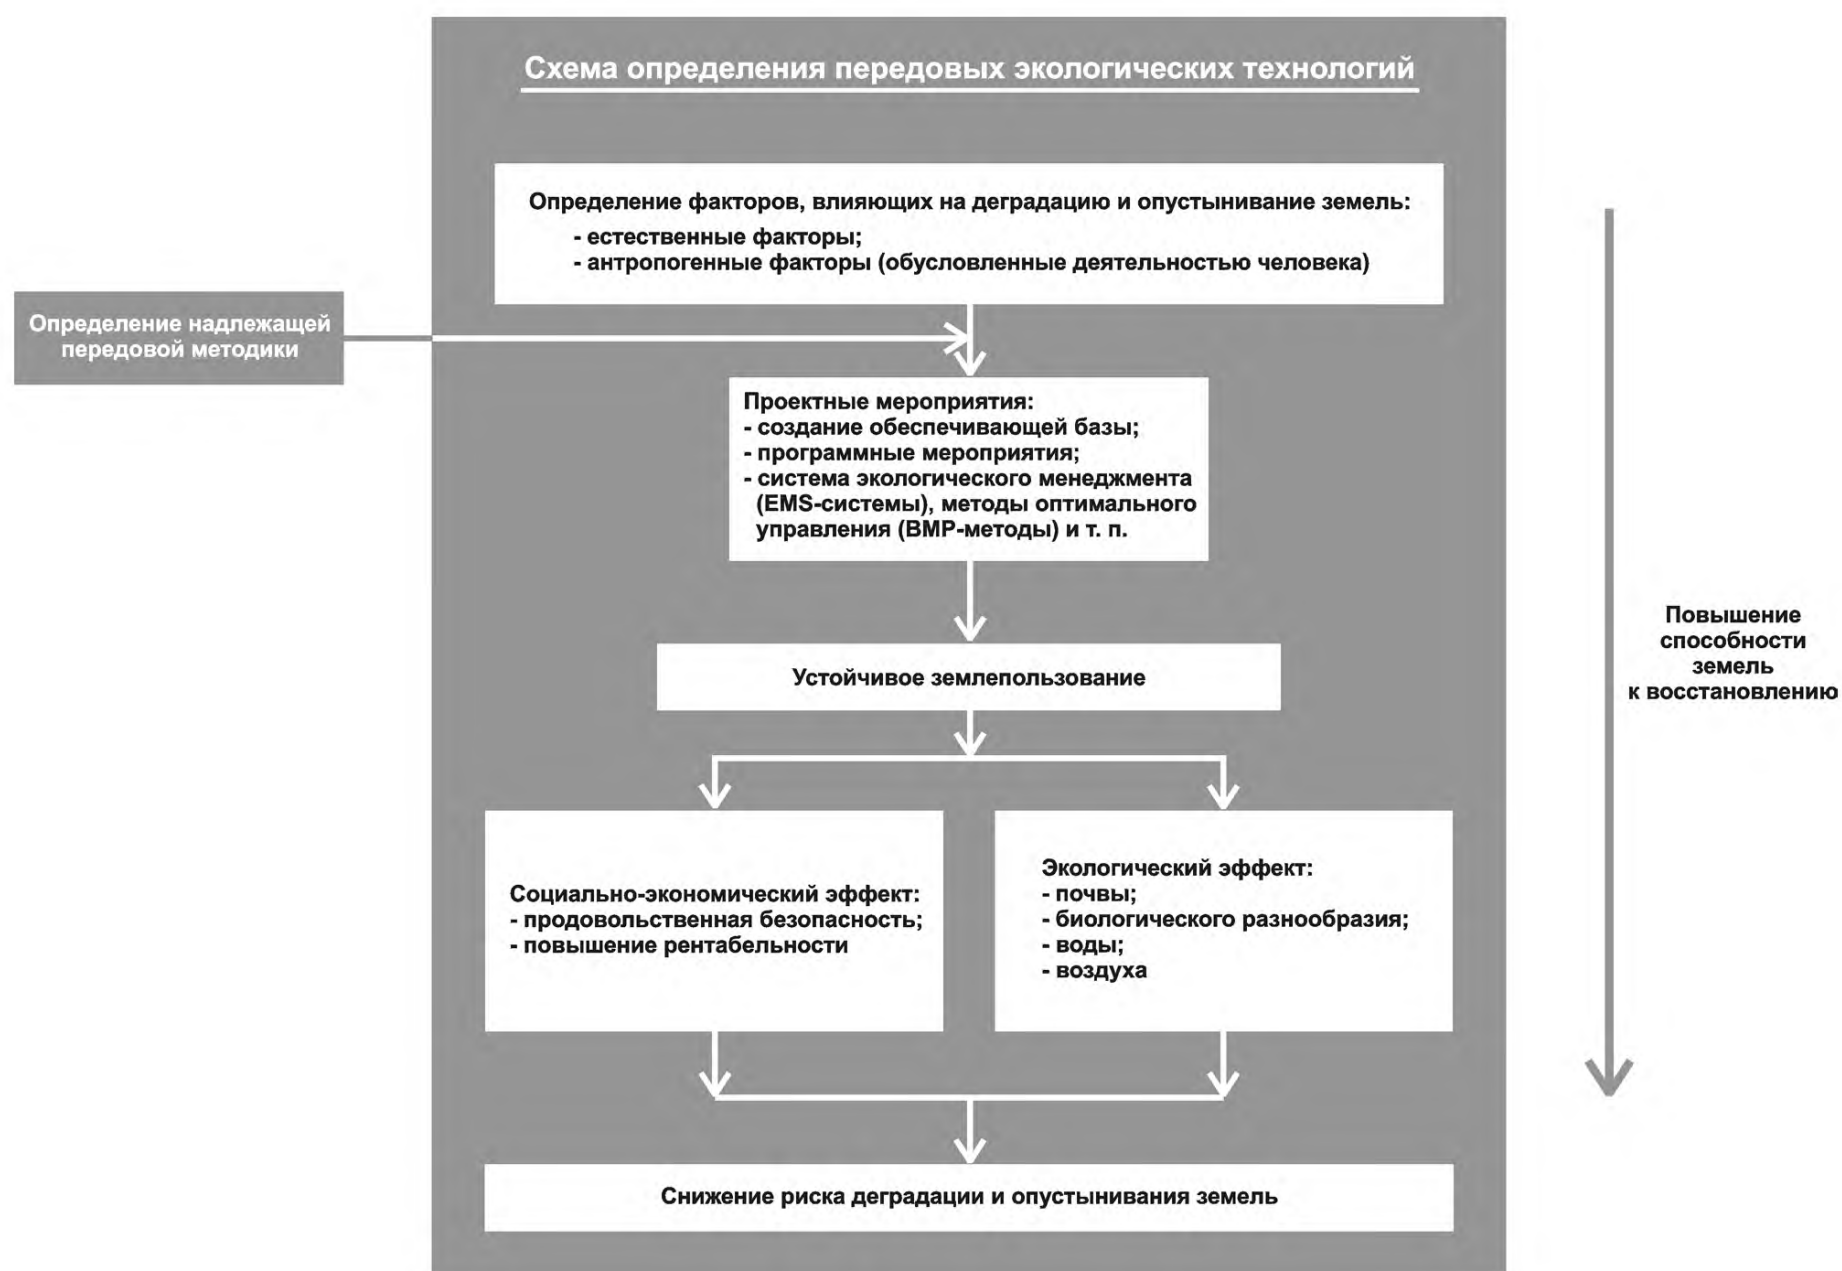 Схема определения передовых экологических технологий
Определение факторов, влияющих на деградацию и опустынивание земель:
- естественные факторы;
- антропогенные факторы (обусловленные деятельностью человека)
Определение надлежащей
передовой методики
Проектные мероприятия:
- создание обеспечивающей базы;
- программные мероприятия;
- система экологического менеджмента
(EMS-системы), методы оптимального
управления (BMP-методы) и т. п.
Устойчивое землепользование
Повышение
способности
земель
к восстановлению
Социально-экономический эффект:
- продовольственная безопасность;
- повышение рентабельности
Экологический эффект:
- почвы;
- биологического разнообразия;
- воды;
- воздуха
Снижение риска деградации и опустынивания земель